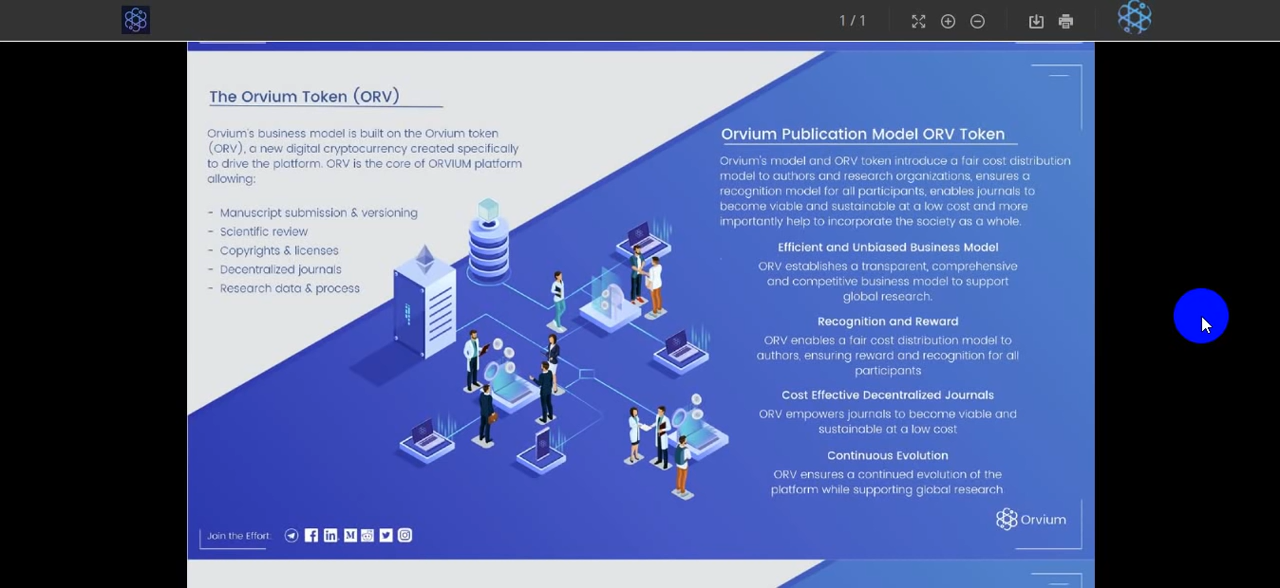 1 / 1
The Orvium Token (ORV)
Orvium's business model is built on the Orvium token
(ORV), a new digital cryptocurrency created specifically
to drive the platform. ORV is the core of ORVIUM platform
allowing:
- Manuscript submission & versioning
- Scientific review
- Copyrights & licenses
- Decentralized journals
- Research data & process
Orvium Publication Model ORV Token
Orvium's model and ORV token introduce a fair cost distribution
model to authors and research organizations, ensures a
recognition model for all participants, enables journals to
become viable and sustainable at a low cost and more
importantly help to incorporate the society as a whole.
Efficient and Unbiased Business Model
ORV establishes a transparent, comprehensive
and competitive business model to support
global research.
Recognition and Reward
ORV enables a fair cost distribution model to
authors, ensuring reward and recognition for all
participants
Cost Effective Decentralized Journals
ORV empowers journals to become viable and
sustainable at a low cost
Continuous Evolution
ORV ensures a continued evolution of the
platform while supporting global research
Join the Effort:
Orvium